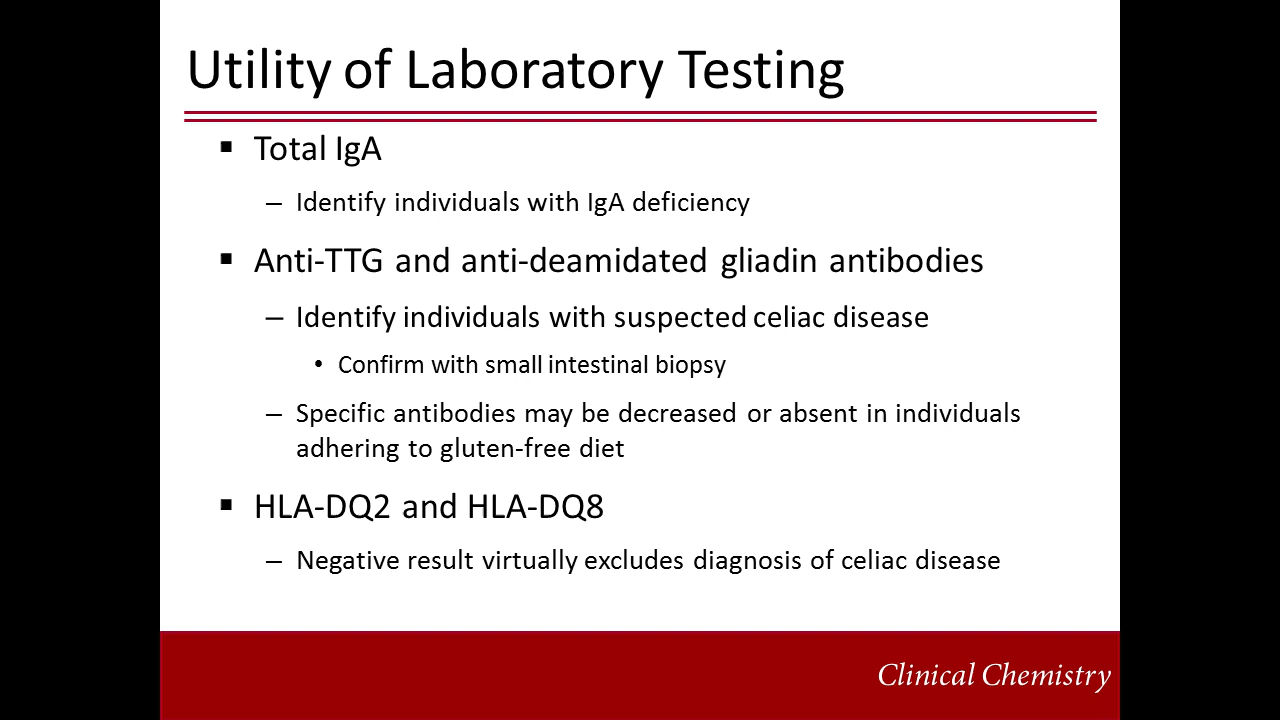 Utility of Laboratory Testing
▪ Total IgA
– Identify individuals with IgA deficiency
▪ Anti-TTG and anti-deamidated gliadin antibodies
– Identify individuals with suspected celiac disease
• Confirm with small intestinal biopsy
– Specific antibodies may be decreased or absent in individuals
adhering to gluten-free diet
▪ HLA-DQ2 and HLA-DQ8
– Negative result virtually excludes diagnosis of celiac disease
Clinical Chemistry